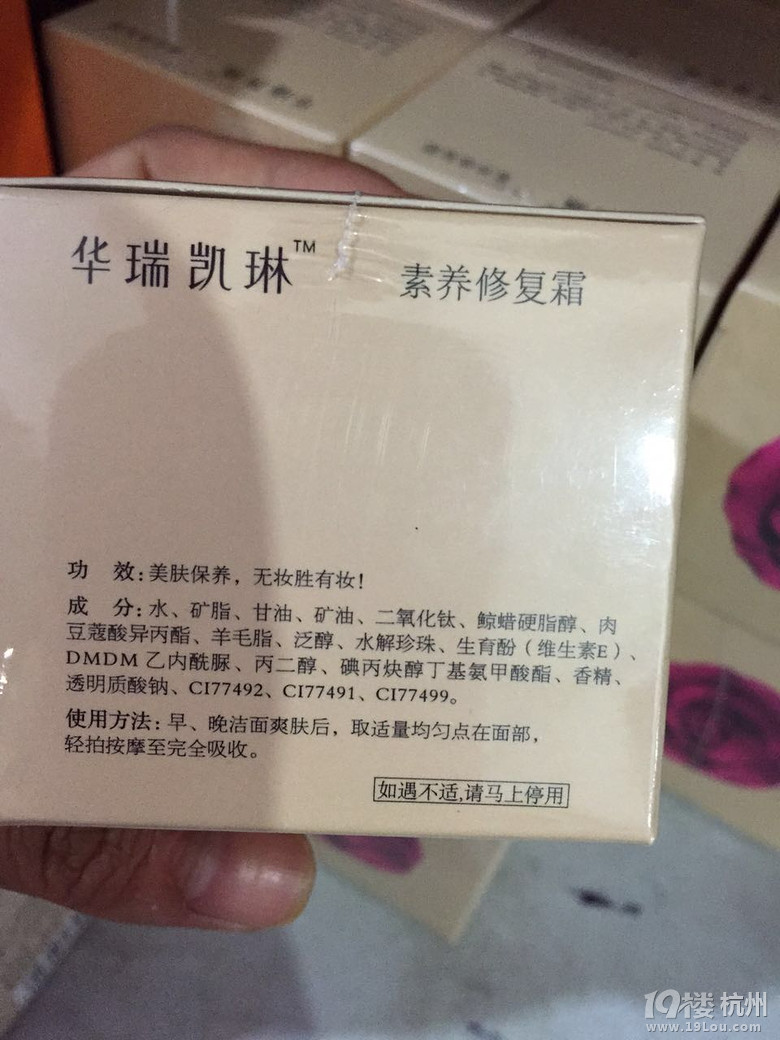 华瑞凯琳™ 素养修复霜
功 效:美肤保养，无妆胜有妆!
成 分:水、矿脂、甘油、矿油、二氧化钛、鲸蜡硬脂醇、肉
豆蔻酸异丙酯、羊毛脂、泛醇、水解珍珠、生育酚（维生素E）、
DMDM 乙内酰脲、丙二醇、碘丙炔醇丁基氨甲酸酯、香精、
透明质酸钠、CI77492、CI77491、CI77499。
使用方法: 早、晚洁面爽肤后，取适量均匀点在面部，
轻拍按摩至完全吸收。
如遇不适,请马上停用
19楼 杭州
www.19Lou.com